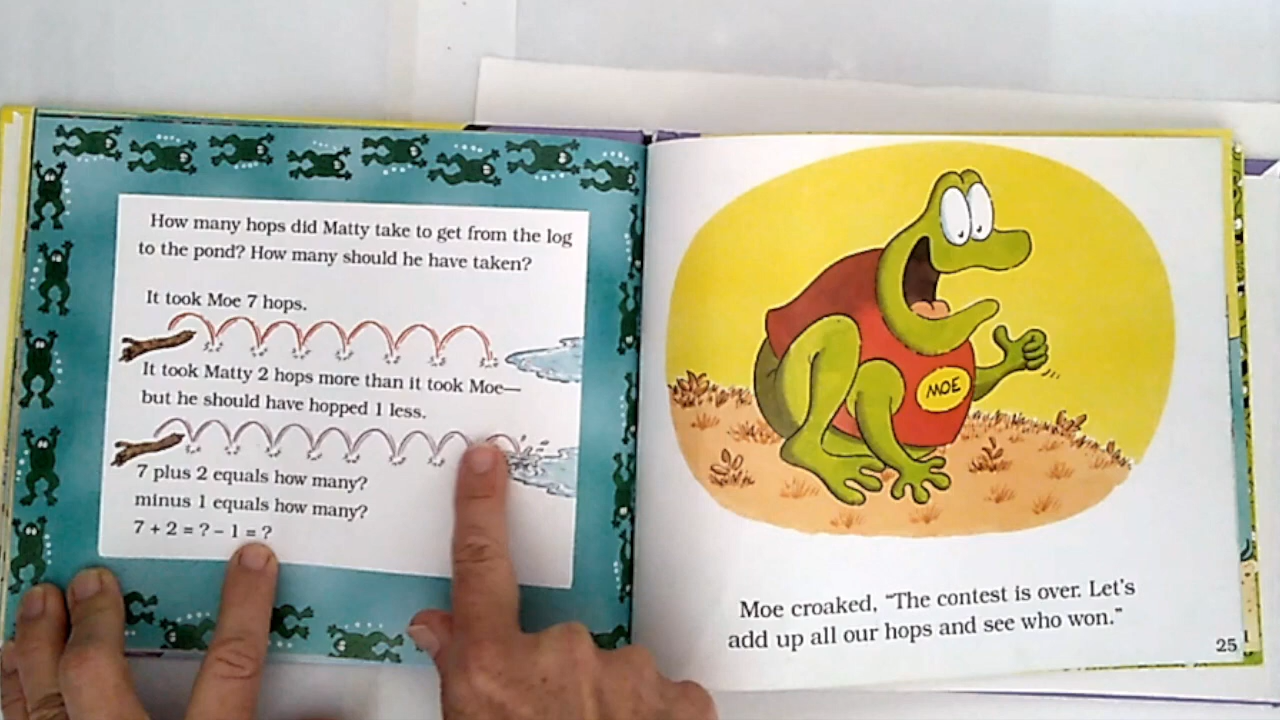 How many hops did Matty take to get from the log
to the pond? How many should he have taken?
It took Moe 7 hops.
It took Matty 2 hops more than it took Moe—
but he should have hopped 1 less.
7 plus 2 equals how many?
minus 1 equals how many?
7 + 2 = ? – 1 = ?
MOE
Moe croaked, “The contest is over. Let’s
add up all our hops and see who won.”
25